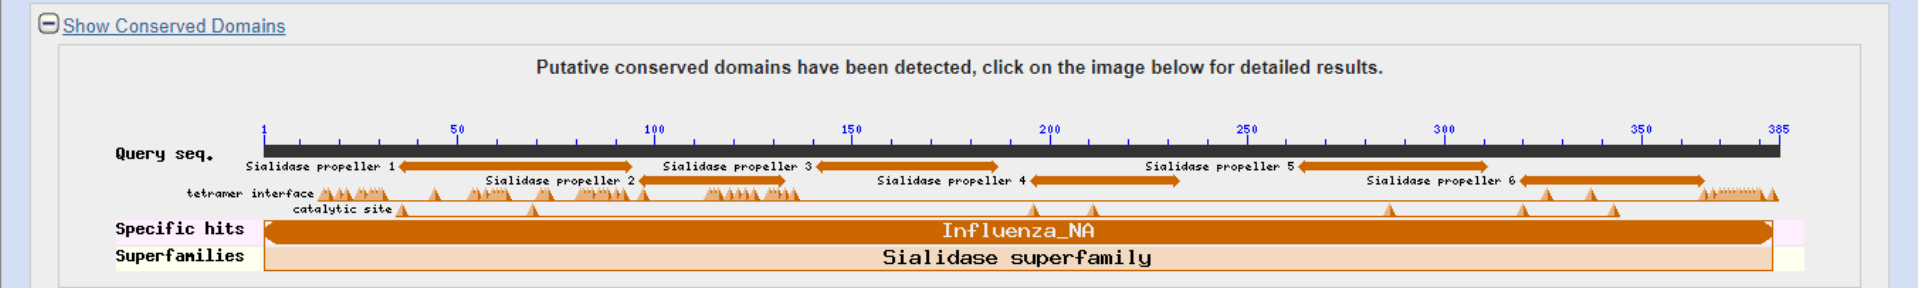 Show Conserved Domains
Putative conserved domains have been detected, click on the image below for detailed results.
1 50 100 150 200 250 300 350 385
Query seq.
Sialidase propeller 1 Sialidase propeller 3 Sialidase propeller 5
Sialidase propeller 2 Sialidase propeller 4 Sialidase propeller 6
tetramer interface
catalytic site
Specific hits Influenza_NA
Superfamilies Sialidase superfamily